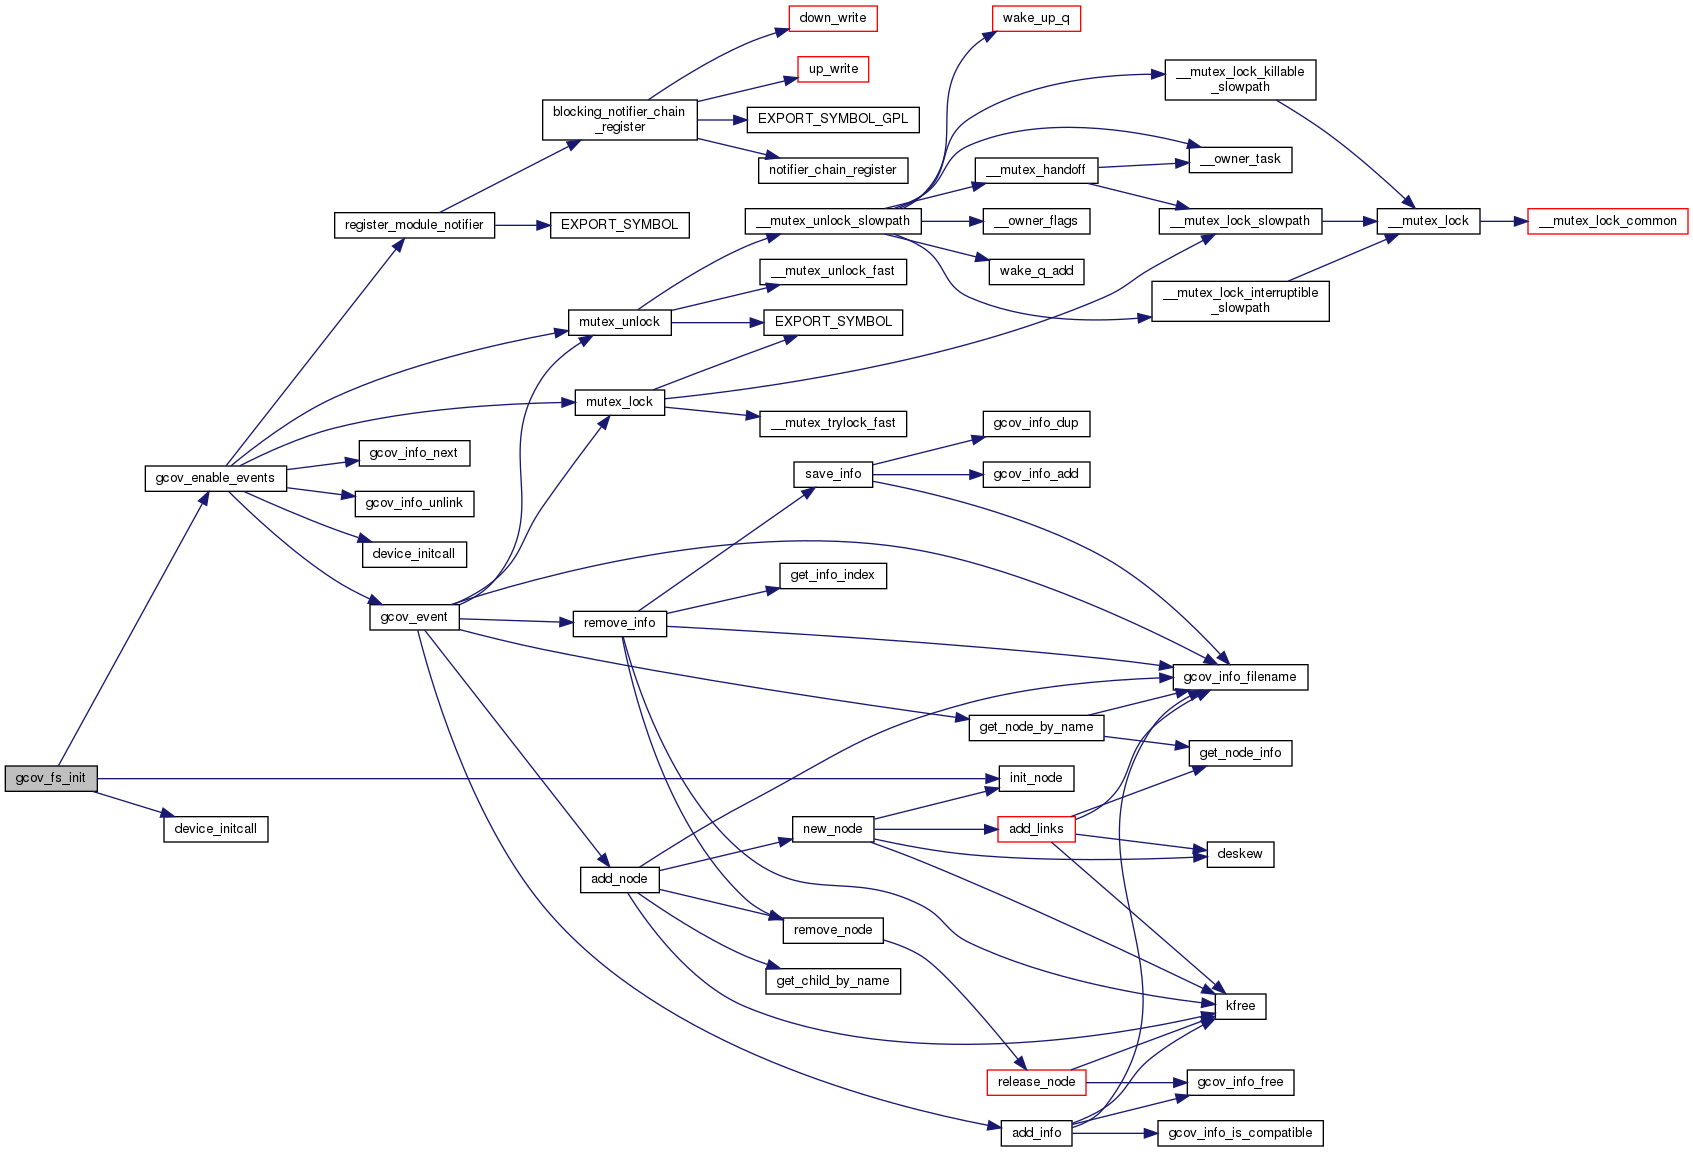 down_write
wake_up_q
up_write
__mutex_lock_killable
_slowpath
blocking_notifier_chain
_register
EXPORT_SYMBOL_GPL
__owner_task
notifier_chain_register
__mutex_handoff
register_module_notifier
EXPORT_SYMBOL
__mutex_unlock_slowpath
__owner_flags
__mutex_lock_slowpath
__mutex_lock
__mutex_lock_common
__mutex_unlock_fast
wake_q_add
__mutex_lock_interruptible
_slowpath
mutex_unlock
EXPORT_SYMBOL
mutex_lock
__mutex_trylock_fast
gcov_info_dup
gcov_info_next
save_info
gcov_info_add
gcov_enable_events
gcov_info_unlink
device_initcall
get_info_index
gcov_event
remove_info
gcov_info_filename
get_node_by_name
get_node_info
gcov_fs_init
init_node
device_initcall
new_node
add_links
deskew
add_node
remove_node
get_child_by_name
kfree
release_node
gcov_info_free
add_info
gcov_info_is_compatible